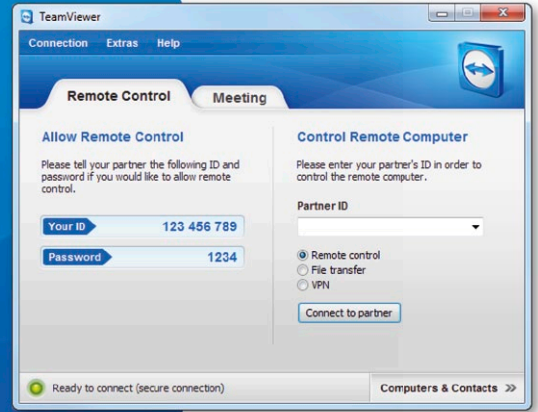 TeamViewer
Connection Extras Help
Remote Control Meeting
Allow Remote Control
Please tell your partner the following ID and
password if you would like to allow remote
control.
Your ID 123 456 789
Password 1234
Control Remote Computer
Please enter your partner's ID in order to
control the remote computer.
Partner ID
Remote control
File transfer
VPN
Connect to partner
Ready to connect (secure connection)
Computers & Contacts >>